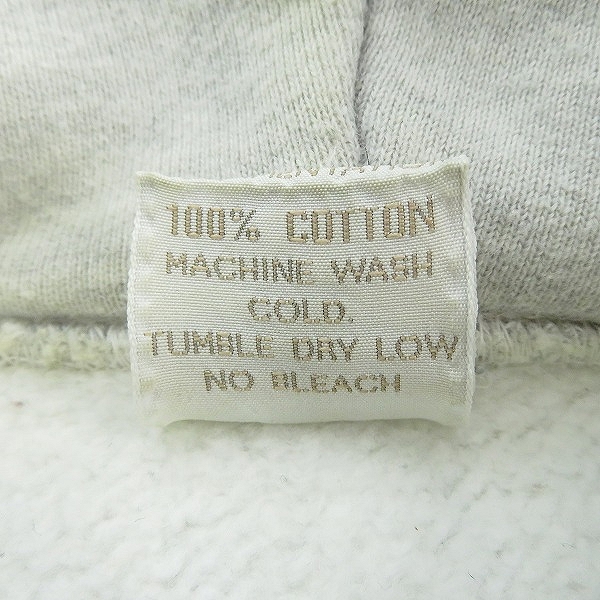 100% COTTON
MACHINE WASH
COLD.
TUMBLE DRY LOW
NO BLEACH